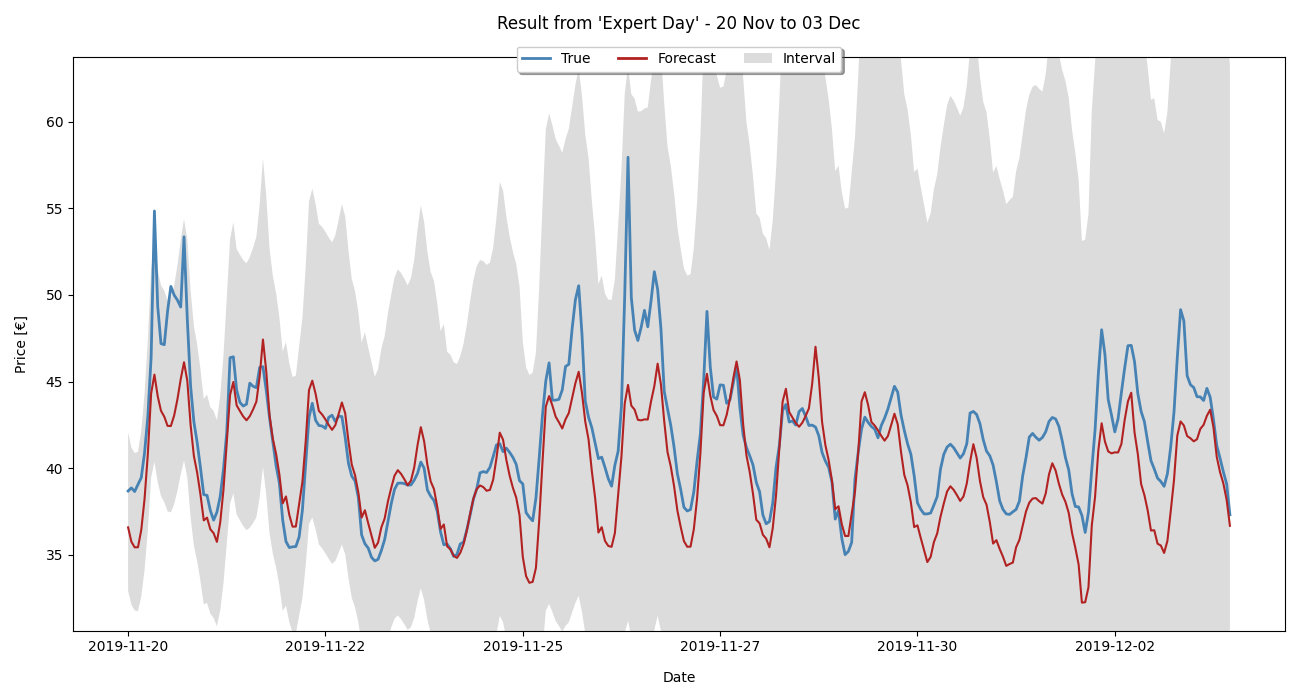 Result from 'Expert Day' - 20 Nov to 03 Dec
True Forecast Interval
60
55
50
45
40
35
Price [€]
2019-11-20 2019-11-22 2019-11-25 2019-11-27 2019-11-30 2019-12-02
Date